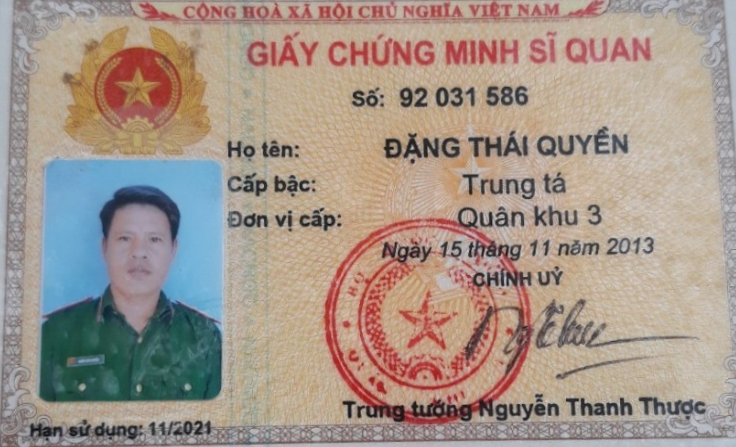 CỘNG HOÀ XÃ HỘI CHỦ NGHĨA VIỆT NAM
GIẤY CHỨNG MINH SĨ QUAN
Số: 92 031 586
Họ tên: ĐẶNG THÁI QUYỀN
Cấp bậc: Trung tá
Đơn vị cấp: Quân khu 3
Ngày 15 tháng 11 năm 2013
CHÍNH UỶ
Trung tướng Nguyễn Thanh Thược
Hạn sử dụng: 11/2021